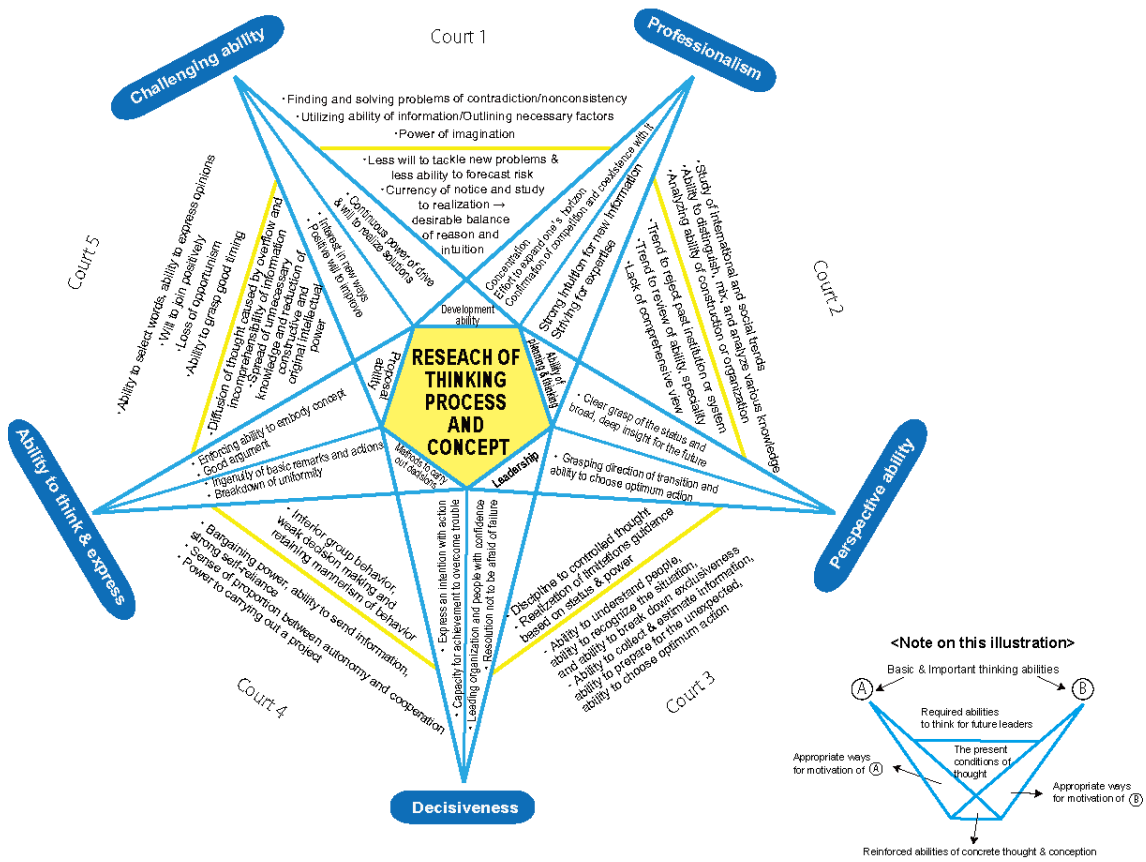 Court 1
Challenging ability
Professionalism
・Finding and solving problems of contradiction/nonconsistency
・Utilizing ability of information/Outlining necessary factors
・Power of imagination
・Less will to tackle new problems &
less ability to forecast risk
・Currency of notice and study
to realization →
desirable balance
of reason and
intuition
・Continuous power of drive
& will to realize solutions
・Interest in new ways
・Positive will to improve
Concentration
Effort to expand one's horizon
Confirmation of competition and coexistence with it
Strong Intuition for new Information
Striving for expertise
Development
ability
Court 2
・Study of International and social trends
・Ability to distinguish, mix, and analyze various knowledge
・Analyzing ability of construction or organization
・Trend to reject past institution or system
・Trend to review of ability, speciality
・Lack of comprehensive view
Ability of
planning & thinking
・Clear grasp of the status and
broad, deep insight for the future
・Grasping direction of transition and
ability to choose optimum action
Perspective ability
Court 5
・Ability to select words, ability to express opinions
・Will to join positively
・Loss of opportunism
・Ability to grasp good timing
・Diffusion of thought caused by overflow and
incomprehensibility of information
・Spread of unnecessary
knowledge and reduction of
constructive and
original intellectual
power
Proposal
ability
RESEACH OF
THINKING
PROCESS
AND
CONCEPT
・Enforcing ability to embody concept
・Good argument
・Ingenuity of basic remarks and actions
・Breakdown of uniformity
Ability to think & express
Methods to carry
out decisions
Leadership
・Inferior group behavior,
weak decision making and
retaining mannerism of behavior
・Bargaining power, ability to send information,
strong self-reliance
・Sense of proportion between autonomy and cooperation
・Power to carrying out a project
Court 4
・Express an intention with action
・Capacity for achievement to overcome trouble
・Leading organization and people with confidence
・Resolution not to be afraid of failure
・Discipline to controlled thought
・Realization of limitations guidance
based on status & power
・Ability to understand people,
ability to recognize the situation,
and ability to break down exclusiveness
・Ability to collect & estimate information,
ability to prepare for the unexpected,
ability to choose optimum action
Court 3
Decisiveness
<Note on this illustration>
Basic & Important thinking abilities
A
B
Required abilities
to think for future leaders
The present
conditions of
thought
Appropriate ways
for motivation of A
Appropriate ways
for motivation of B
Reinforced abilities of concrete thought & conception